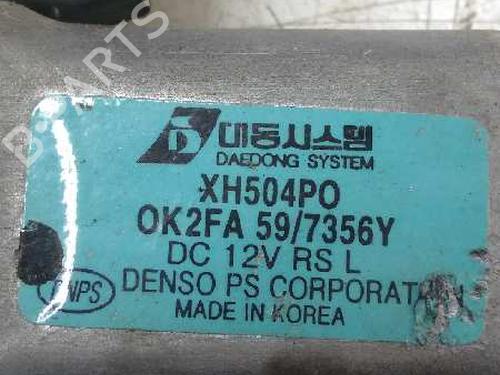 B-PARTS
D 대동시스템
DAEDONG SYSTEM
XH504PO
OK2FA 59/7356Y
DC 12V RS L
DNPS DENSO PS CORPORATION
MADE IN KOREA